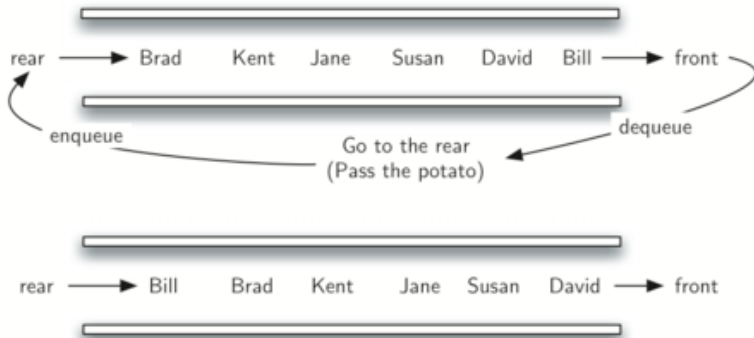 rear Brad Kent Jane Susan David Bill front
enqueue
dequeue
Go to the rear
(Pass the potato)
rear Bill Brad Kent Jane Susan David front